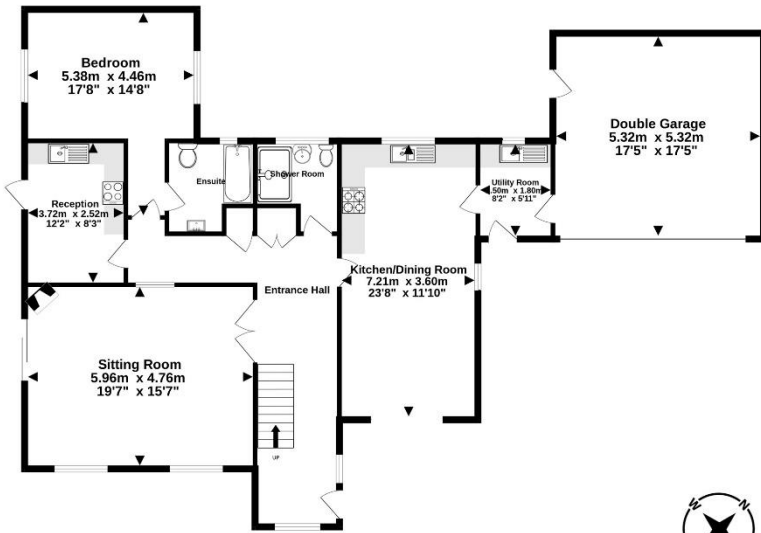 Bedroom
5.38m x 4.46m
17'8" x 14'8"
Double Garage
5.32m x 5.32m
17'5" x 17'5"
Reception
3.72m x 2.52m
12'2" x 8'3"
Ensuite
Shower Room
Utility Room
.50m x 1.80m
8'2" x 5'11"
Kitchen/Dining Room
7.21m x 3.60m
23'8" x 11'10"
Entrance Hall
Sitting Room
5.96m x 4.76m
19'7" x 15'7"
UP
W
N